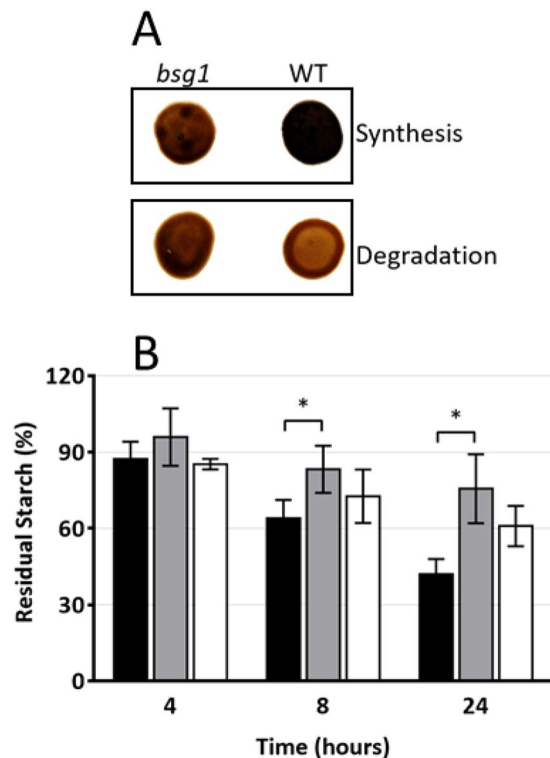 A
bsg1 WT
Synthesis
Degradation
B
120
90
60
30
0
Residual Starch (%)
* *
4 8 24
Time (hours)